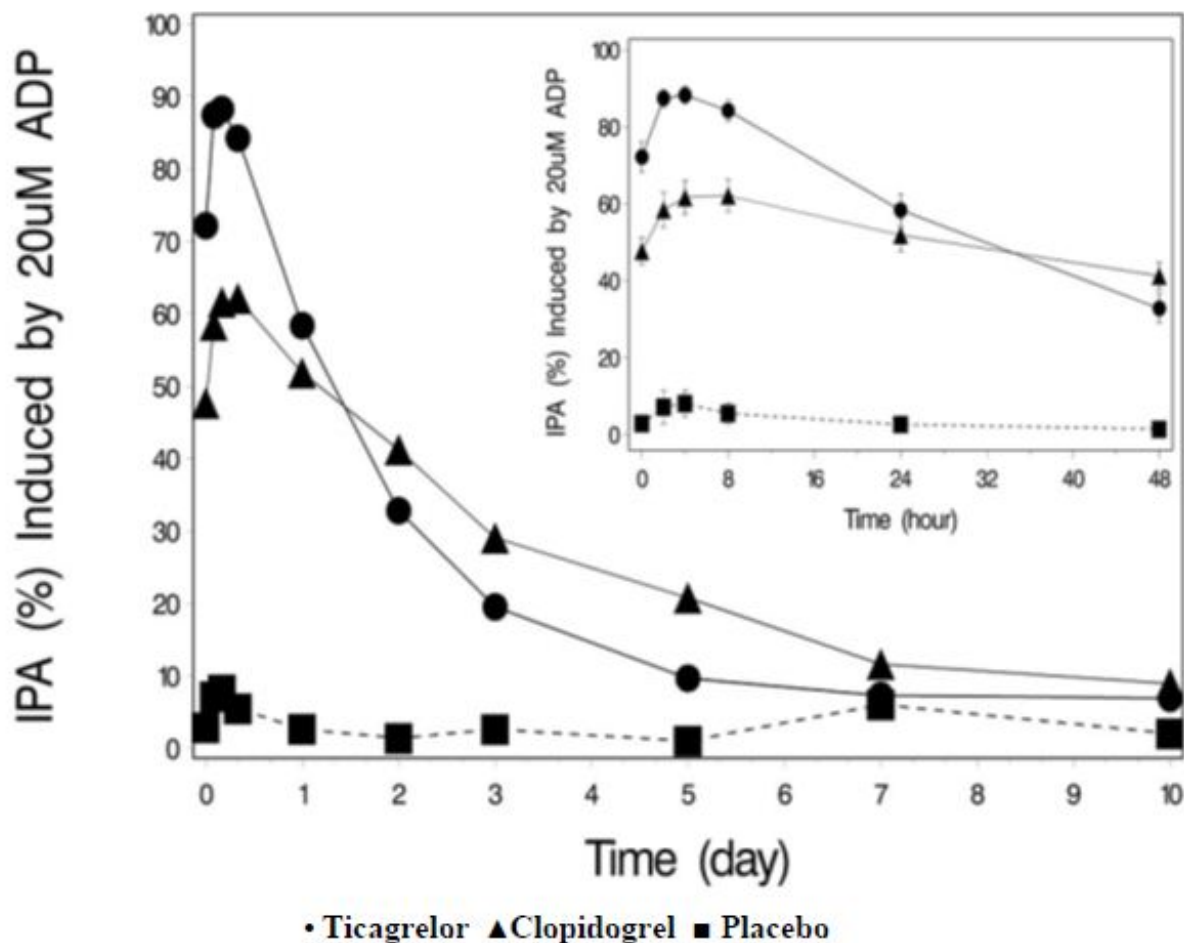 IPA (%) Induced by 20uM ADP
100
90
80
70
60
50
40
30
20
10
0
0 1 2 3 4 5 6 7 8 9 10
Time (day)
IPA (%) Induced by 20uM ADP
100
80
60
40
20
0
0 8 16 24 32 40 48
Time (hour)
• Ticagrelor ▲Clopidogrel ■ Placebo